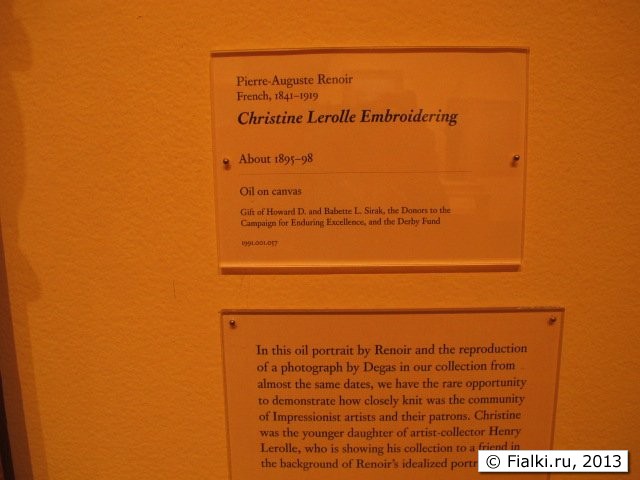 Pierre-Auguste Renoir
French, 1841–1919
Christine Lerolle Embroidering
About 1895–98
Oil on canvas
Gift of Howard D. and Babette L. Sirak, the Donors to the
Campaign for Enduring Excellence, and the Derby Fund
1991.001.057
In this oil portrait by Renoir and the reproduction
of a photograph by Degas in our collection from
almost the same dates, we have the rare opportunity
to demonstrate how closely knit was the community
of Impressionist artists and their patrons. Christine
was the younger daughter of artist-collector Henry
Lerolle, who is showing his collection to a friend in
the background of Renoir's idealized
© Fialki.ru, 2013